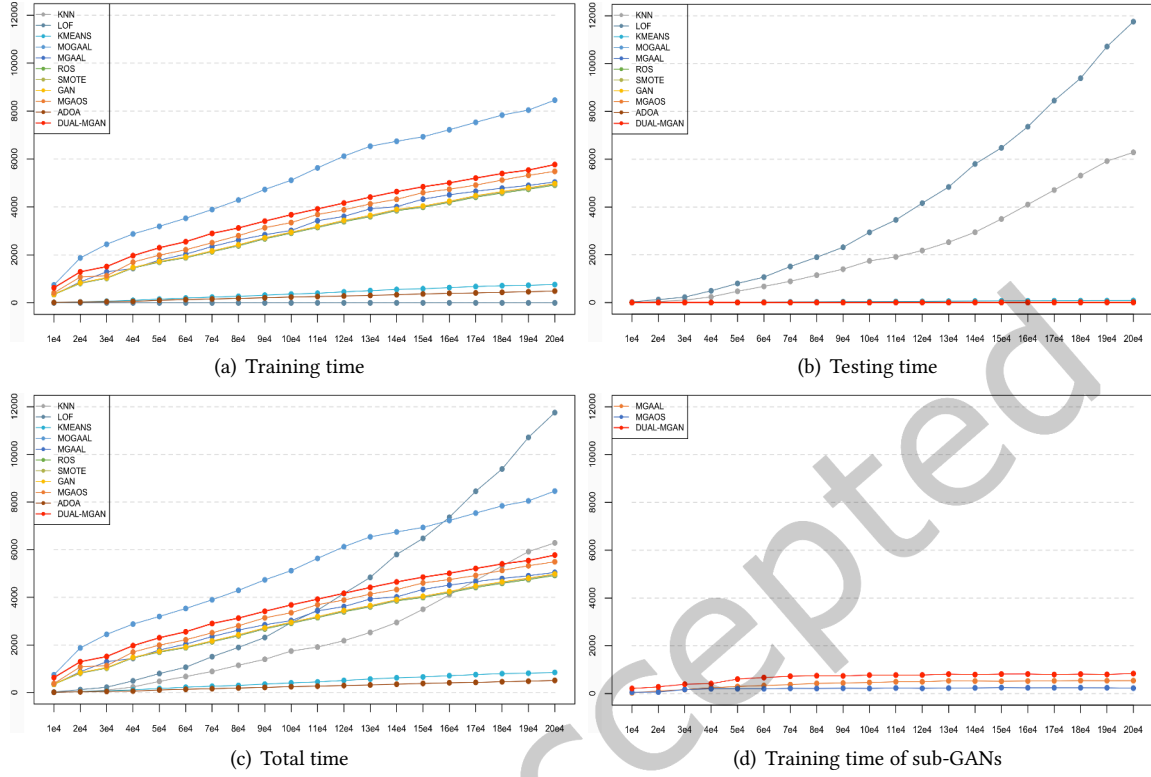 12000
10000
8000
6000
4000
2000
0
KNN
LOF
KMEANS
MOGAAL
MGAAL
ROS
SMOTE
GAN
MGAOS
ADOA
DUAL-MGAN
1e4 2e4 3e4 4e4 5e4 6e4 7e4 8e4 9e4 10e4 11e4 12e4 13e4 14e4 15e4 16e4 17e4 18e4 19e4 20e4
(a) Training time
12000
10000
8000
6000
4000
2000
0
KNN
LOF
KMEANS
MOGAAL
MGAAL
ROS
SMOTE
GAN
MGAOS
ADOA
DUAL-MGAN
1e4 2e4 3e4 4e4 5e4 6e4 7e4 8e4 9e4 10e4 11e4 12e4 13e4 14e4 15e4 16e4 17e4 18e4 19e4 20e4
(b) Testing time
12000
10000
8000
6000
4000
2000
0
KNN
LOF
KMEANS
MOGAAL
MGAAL
ROS
SMOTE
GAN
MGAOS
ADOA
DUAL-MGAN
1e4 2e4 3e4 4e4 5e4 6e4 7e4 8e4 9e4 10e4 11e4 12e4 13e4 14e4 15e4 16e4 17e4 18e4 19e4 20e4
(c) Total time
12000
10000
8000
6000
4000
2000
0
MGAAL
MGAOS
DUAL-MGAN
1e4 2e4 3e4 4e4 5e4 6e4 7e4 8e4 9e4 10e4 11e4 12e4 13e4 14e4 15e4 16e4 17e4 18e4 19e4 20e4
(d) Training time of sub-GANs
ccepted